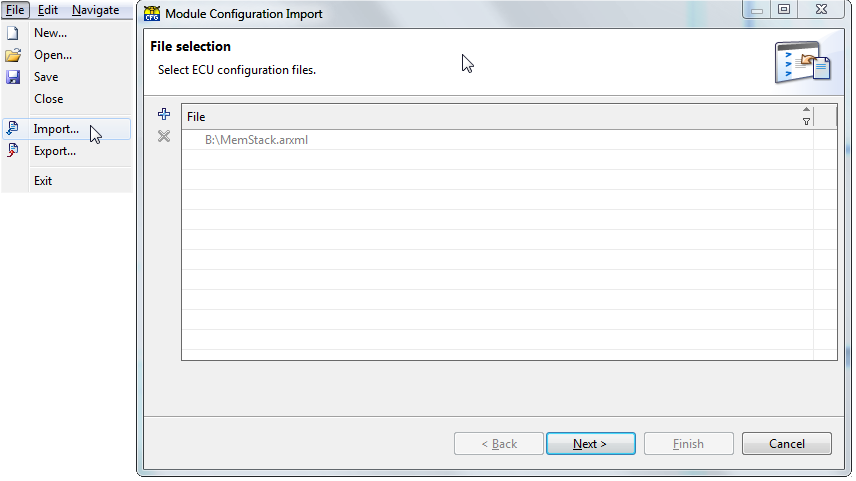 File Edit Navigate
New...
Open...
Save
Close
Import...
Export...
Exit
CFG Module Configuration Import
File selection
Select ECU configuration files.
File
B:\MemStack.arxml
< Back Next > Finish Cancel